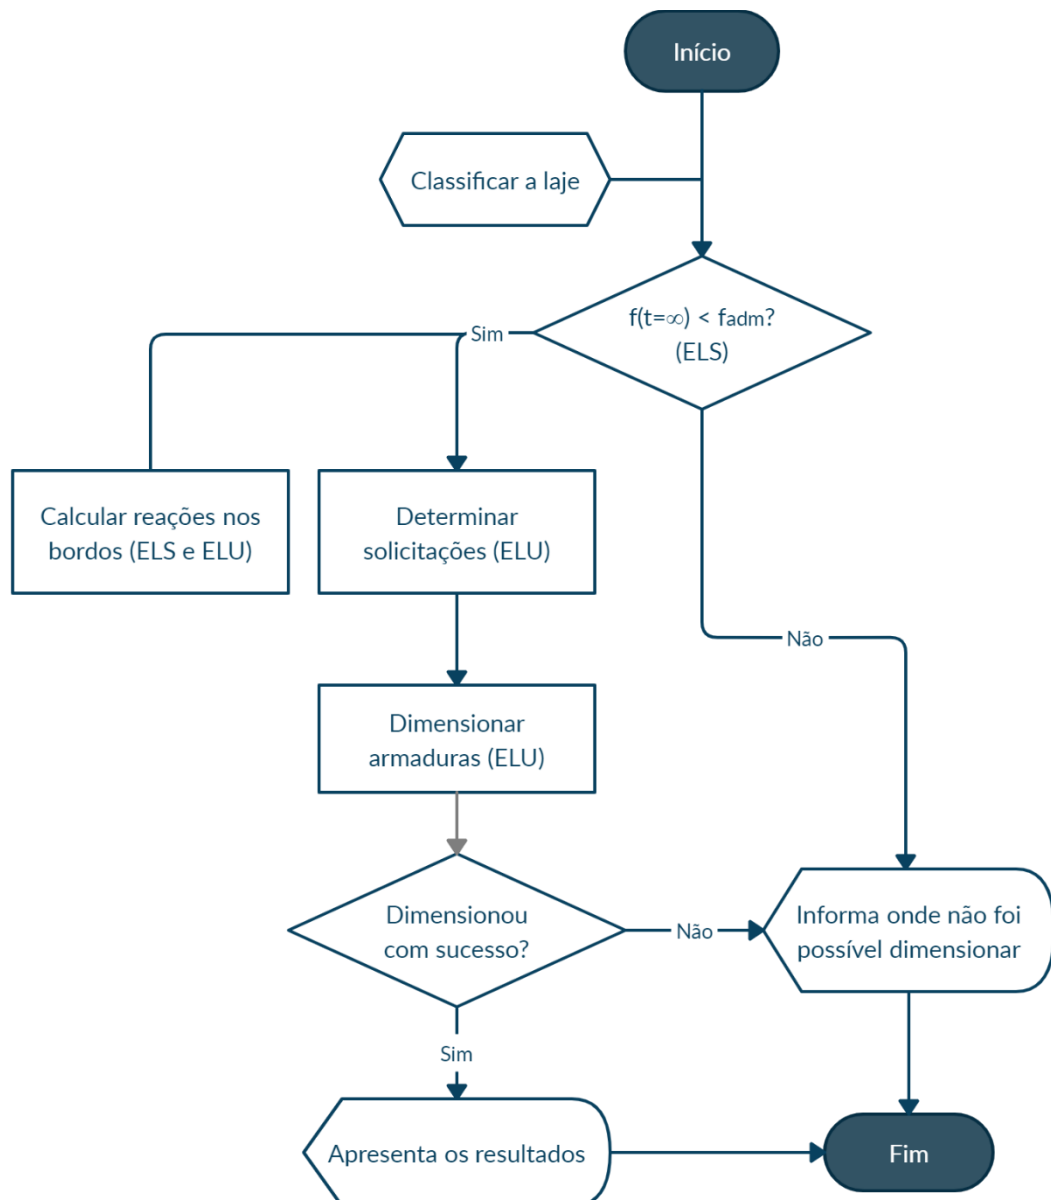 Início
Classificar a laje
f(t=∞) < fadm?
(ELS)
Sim
Calcular reações nos
bordos (ELS e ELU)
Determinar
solicitações (ELU)
Não
Dimensionar
armaduras (ELU)
Dimensionou
com sucesso?
Não
Informa onde não foi
possível dimensionar
Sim
Apresenta os resultados
Fim